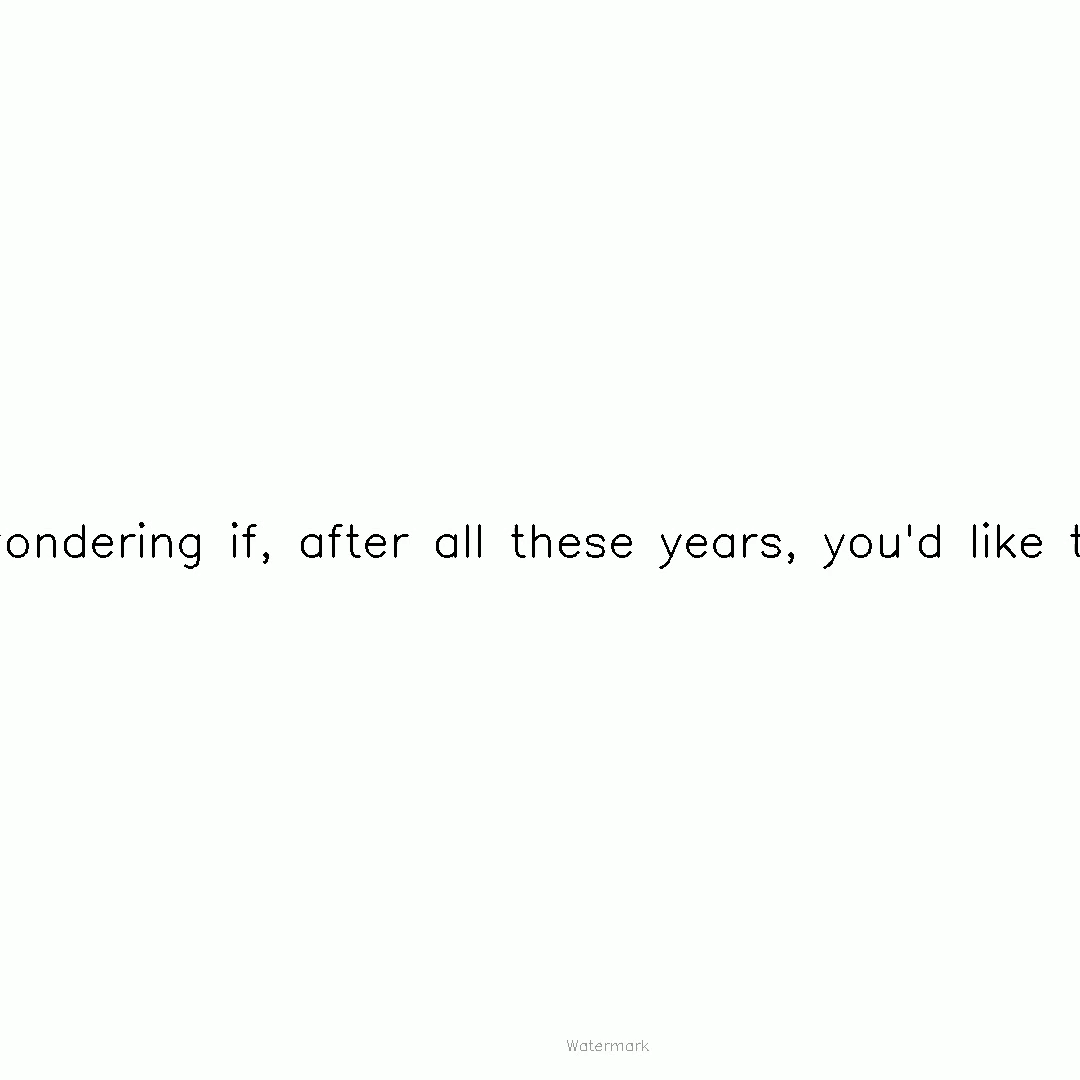 ondering if, after all these years, you'd like
Watermark